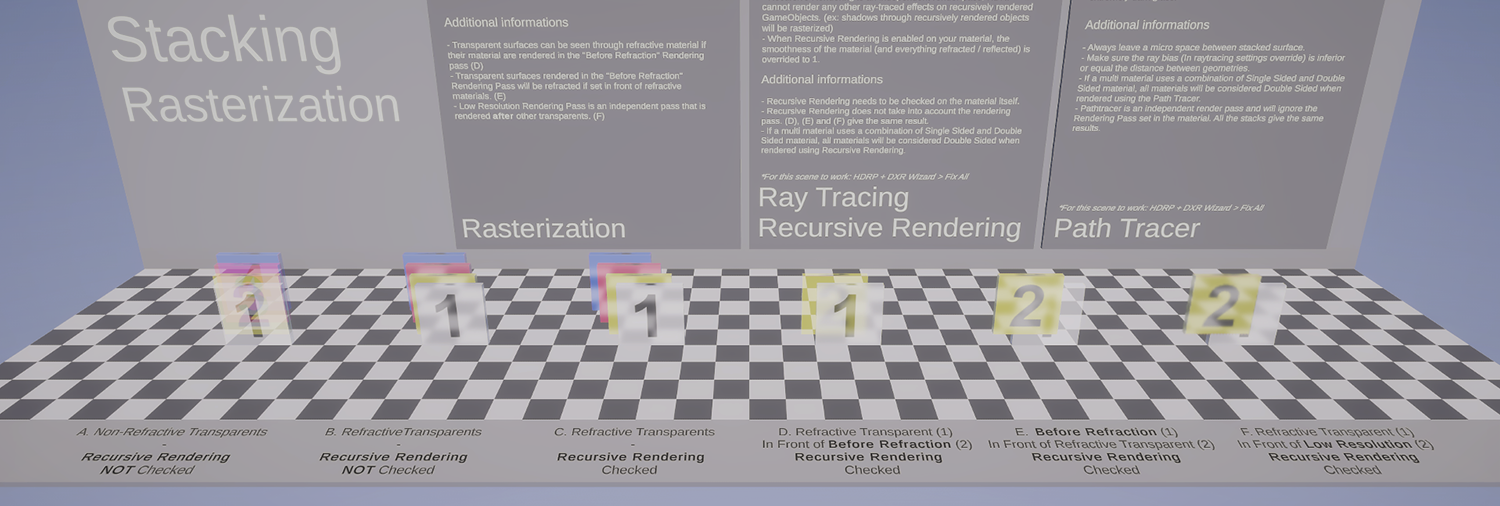 Stacking
Rasterization
Additional informations
- Transparent surfaces can be seen through refractive material If
their material are rendered in the "Before Refraction" Rendering
pass (D)
- Transparent surfaces rendered in the "Before Refraction"
Rendering Pass will be refracted if set in front of refractive
materials. (E)
- Low Resolution Rendering Pass is an independent pass that is
rendered after other transparents. (F)
Rasterization
cannot render any other ray-traced effects on recursively rendered
GameObjects. (ex: shadows through recursively rendered objects
will be rasterized)
- When Recursive Rendering is enabled on your material, the
smoothness of the material (and everything refracted / reflected) is
overrided to 1.
Additional informations
- Recursive Rendering needs to be checked on the material itself.
- Recursive Rendering does not take into account the rendering
pass. (D), (E) and (F) give the same result.
- If a multi material uses a combination of Single Sided and Double
Sided material, all materials will be considered Double Sided when
rendered using Recursive Rendering.
*For this scene to work: HDRP + DXR Wizard > Fix All
Ray Tracing
Recursive Rendering
Additional informations
- Always leave a micro space between stacked surface.
- Make sure the ray bias (In raytracing settings override) is inferior
or equal the distance between geometries.
- If a multi material uses a combination of Single Sided and Double
Sided material, all materials will be considered Double Sided when
rendered using the Path Tracer.
- Pathtracer is an independent render pass and will ignore the
Rendering Pass set in the material. All the stacks give the same
results.
*For this scene to work: HDRP + DXR Wizard > Fix All
Path Tracer
1
1
1
2
2
A. Non-Refractive Transparents
-
Recursive Rendering
NOT Checked
B. RefractiveTransparents
-
Recursive Rendering
NOT Checked
C. Refractive Transparents
-
Recursive Rendering
Checked
D. Refractive Transparent (1)
In Front of Before Refraction (2)
Recursive Rendering
Checked
E. Before Refraction (1)
In Front of Refractive Transparent (2)
Recursive Rendering
Checked
F. Refractive Transparent (1)
In Front of Low Resolution (2)
Recursive Rendering
Checked